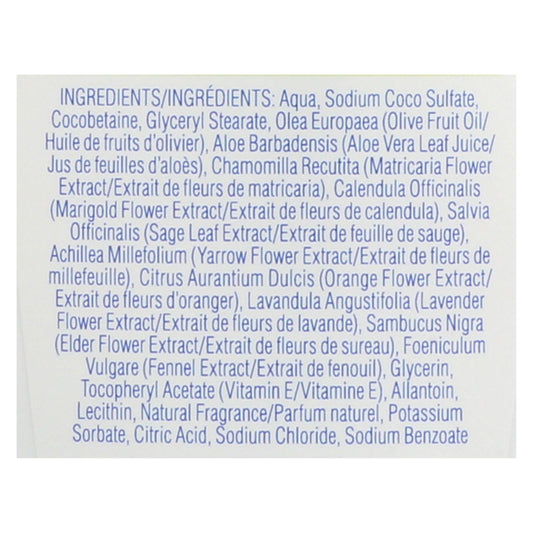 INGREDIENTS/INGRÉDIENTS: Aqua, Sodium Coco Sulfate,
Cocobetaine, Glyceryl Stearate, Olea Europaea (Olive Fruit Oil/
Huile de fruits d'olivier), Aloe Barbadensis (Aloe Vera Leaf Juice/
Jus de feuilles d'aloès), Chamomilla Recutita (Matricaria Flower
Extract/Extrait de fleurs de matricaria), Calendula Officinalis
(Marigold Flower Extract/Extrait de fleurs de calendula), Salvia
Officinalis (Sage Leaf Extract/Extrait de feuille de sauge),
Achillea Millefolium (Yarrow Flower Extract/Extrait de fleurs de
millefeuille), Citrus Aurantium Dulcis (Orange Flower Extract/
Extrait de fleurs d'oranger), Lavandula Angustifolia (Lavender
Flower Extract/Extrait de fleurs de lavande), Sambucus Nigra
(Elder Flower Extract/Extrait de fleurs de sureau), Foeniculum
Vulgare (Fennel Extract/Extrait de fenouil), Glycerin,
Tocopheryl Acetate (Vitamin E/Vitamine E), Allantoin,
Lecithin, Natural Fragrance/Parfum naturel, Potassium
Sorbate, Citric Acid, Sodium Chloride, Sodium Benzoate